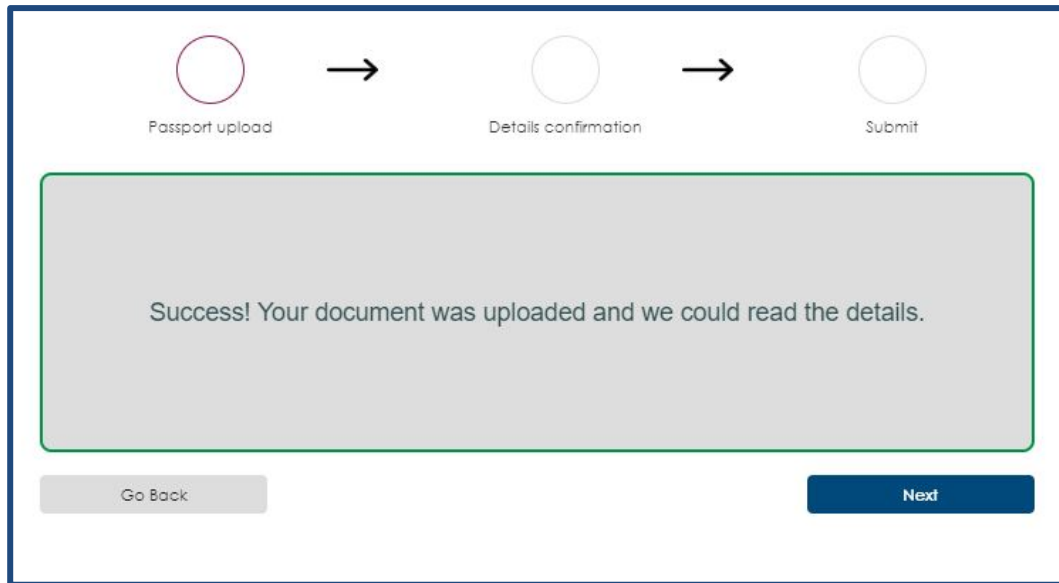 Passport upload
Details confirmation
Submit
Success! Your document was uploaded and we could read the details.
Go Back
Next